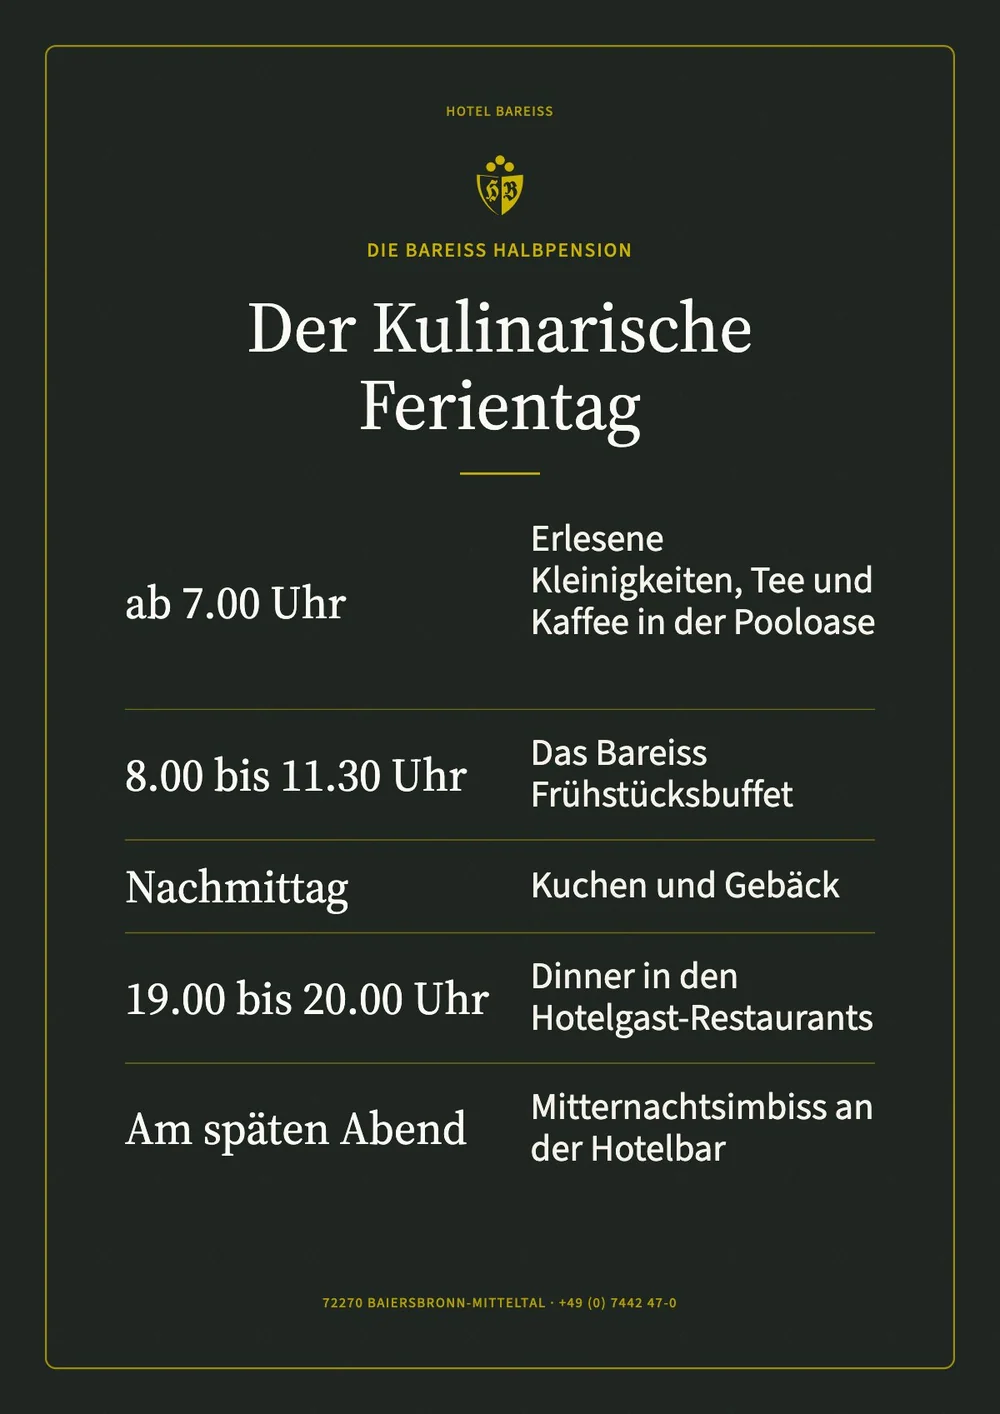 HOTEL BAREISS
HB
DIE BAREISS HALBPENSION
Der Kulinarische
Ferientag
ab 7.00 Uhr
Erlesene
Kleinigkeiten, Tee und
Kaffee in der Pooloase
8.00 bis 11.30 Uhr
Das Bareiss
Frühstücksbuffet
Nachmittag
Kuchen und Gebäck
19.00 bis 20.00 Uhr
Dinner in den
Hotelgast-Restaurants
Am späten Abend
Mitternachtsimbiss an
der Hotelbar
72270 BAIERSBRONN-MITTELTAL · +49 (0) 7442 47-0